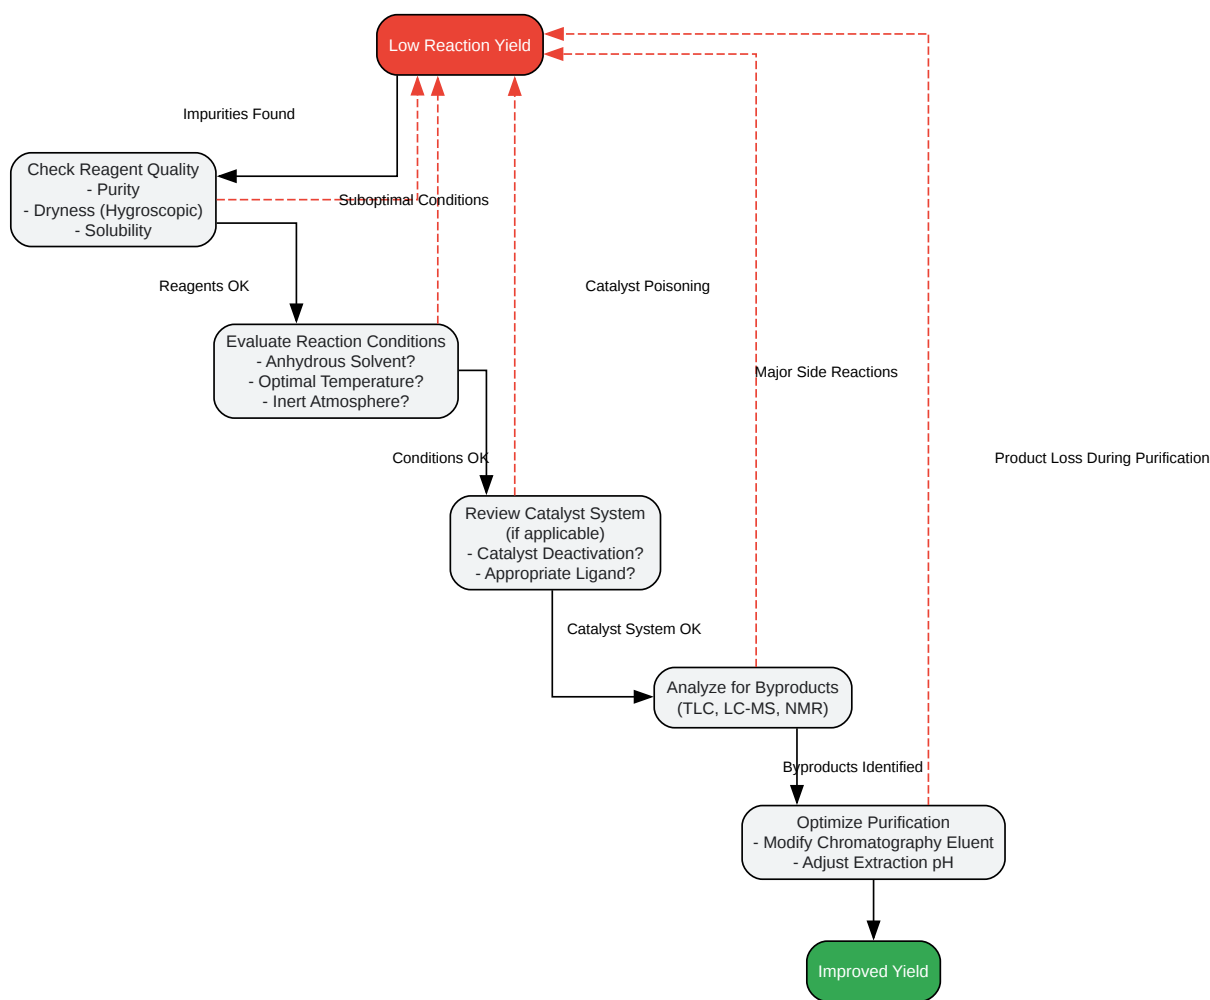 Low Reaction Yield
Impurities Found
Check Reagent Quality
- Purity
- Dryness (Hygroscopic)
- Solubility
Suboptimal Conditions
Reagents OK
Catalyst Poisoning
Evaluate Reaction Conditions
- Anhydrous Solvent?
- Optimal Temperature?
- Inert Atmosphere?
Major Side Reactions
Conditions OK
Product Loss During Purification
Review Catalyst System
(if applicable)
- Catalyst Deactivation?
- Appropriate Ligand?
Catalyst System OK
Analyze for Byproducts
(TLC, LC-MS, NMR)
Byproducts Identified
Optimize Purification
- Modify Chromatography Eluent
- Adjust Extraction pH
Improved Yield